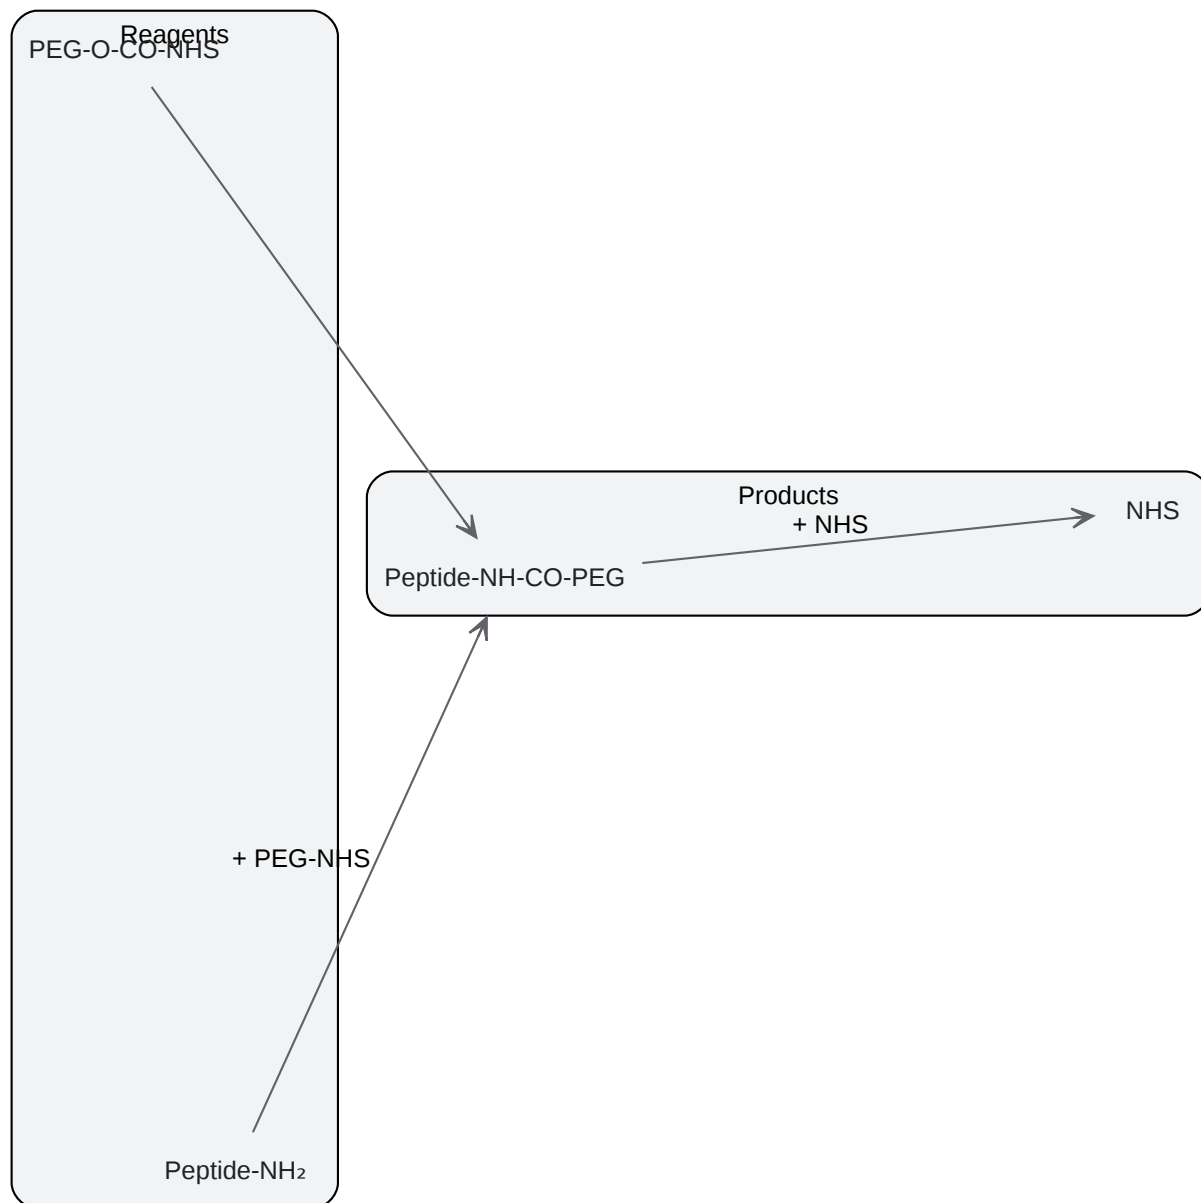 Reagents
PEG-O-CO-NHS
Products
NHS
+ NHS
Peptide-NH-CO-PEG
+ PEG-NHS
Peptide-NH₂